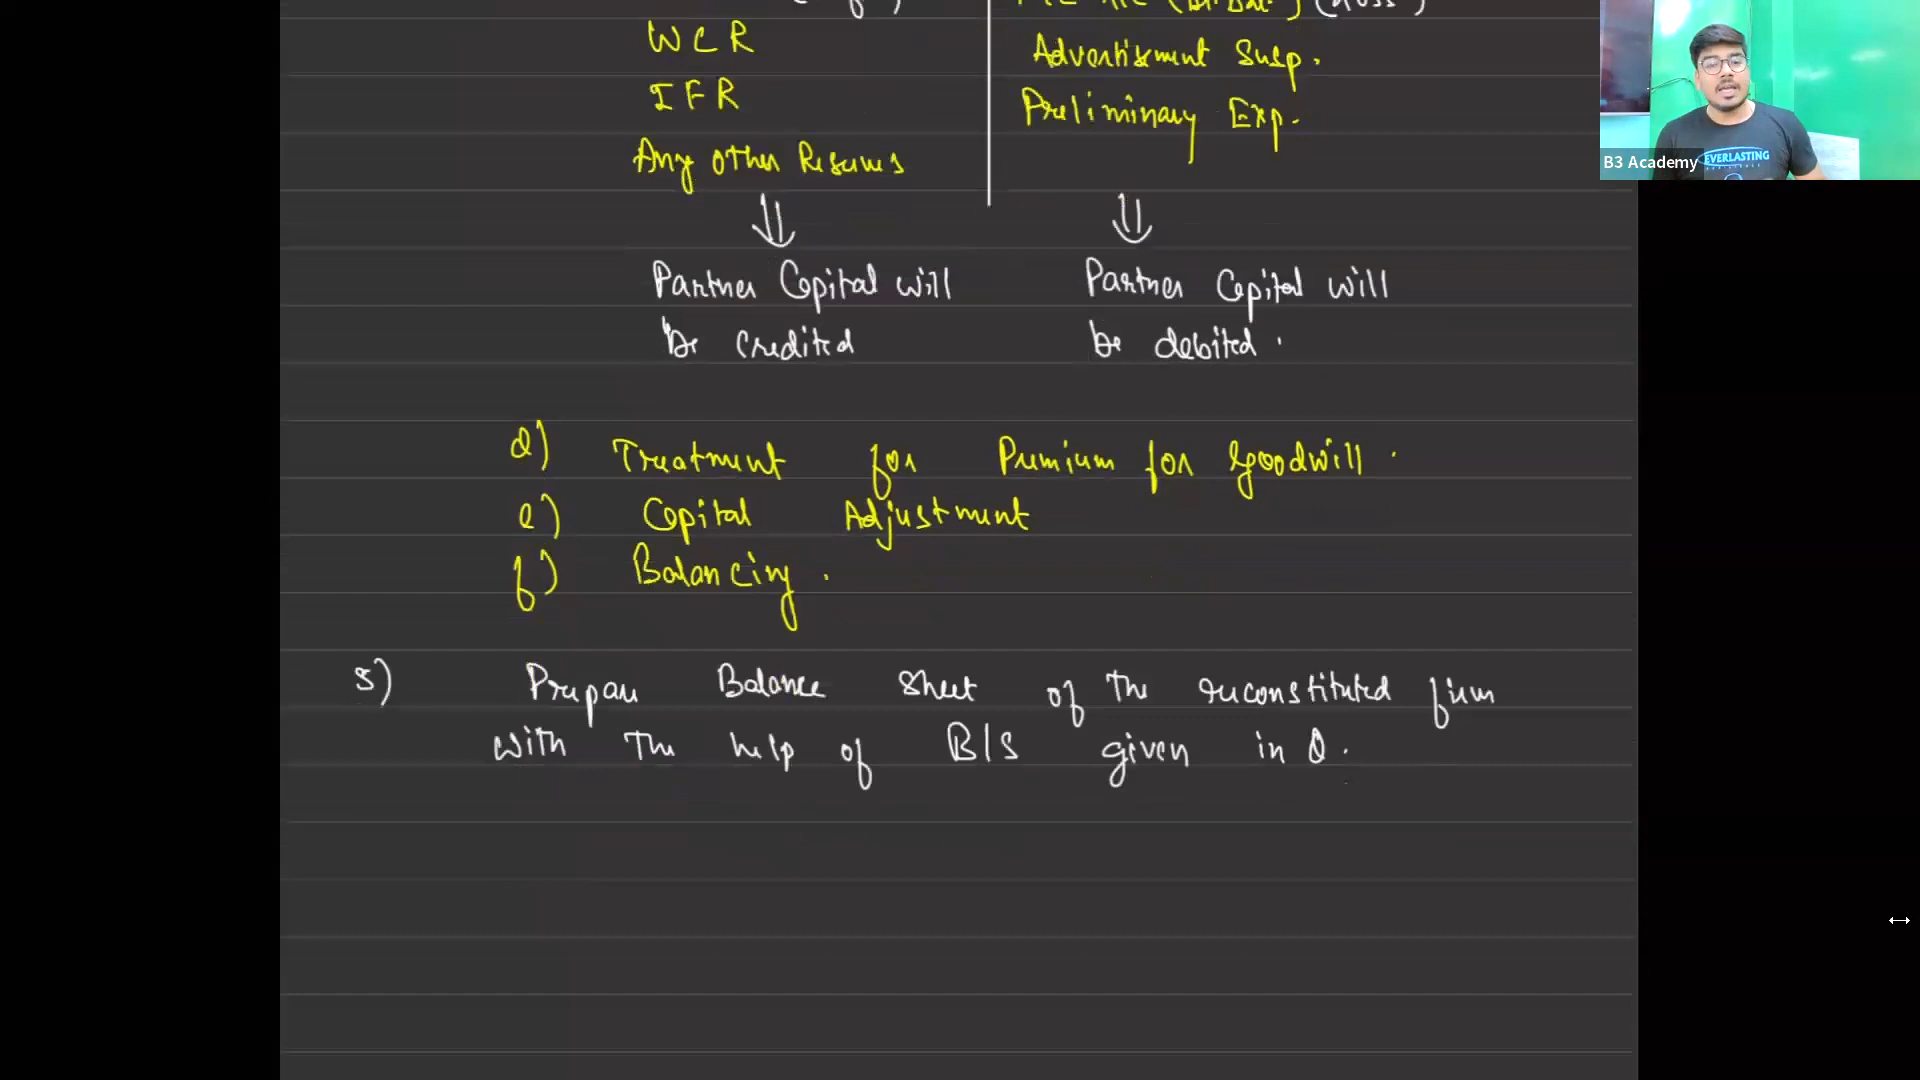 WCR
IFR
Any other Reserves
Advertisement Susp.
Preliminary Exp.
Partner Capital will
be credited
Partner Capital will
be debited.
d) Treatment for Premium for Goodwill.
e) Capital Adjustment
f) Balancing.
5) Prepare Balance Sheet of the reconstituted firm
with the help of B/S given in Q.
B3 Academy
EVERLASTING